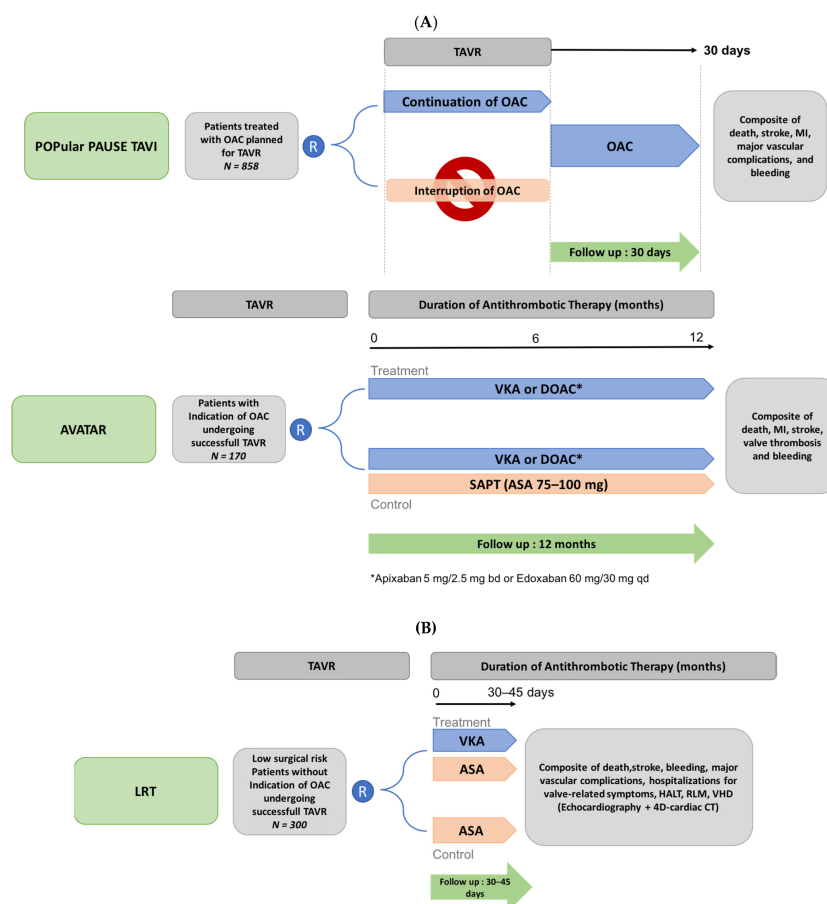 (A)
TAVR
30 days
Continuation of OAC
POPular PAUSE TAVI
Patients treated
with OAC planned
for TAVR
N = 858
R
OAC
Composite of
death, stroke, MI,
major vascular
complications,
and bleeding
Interruption of OAC
Follow up : 30 days
TAVR
Duration of Antithrombotic Therapy (months)
0 6 12
Treatment
VKA or DOAC*
AVATAR
Patients with
Indication of OAC
undergoing
successfull TAVR
N = 170
R
Composite of
death, MI, stroke,
valve thrombosis
and bleeding
VKA or DOAC*
SAPT (ASA 75–100 mg)
Control
Follow up : 12 months
*Apixaban 5 mg/2.5 mg bd or Edoxaban 60 mg/30 mg qd
(B)
TAVR
Duration of Antithrombotic Therapy (months)
0 30–45 days
Treatment
VKA
ASA
LRT
Low surgical risk
Patients without
Indication of OAC
undergoing
successfull TAVR
N = 300
R
Composite of death,stroke, bleeding, major
vascular complications, hospitalizations for
valve-related symptoms, HALT, RLM, VHD
(Echocardiography + 4D-cardiac CT)
ASA
Control
Follow up : 30–45
days